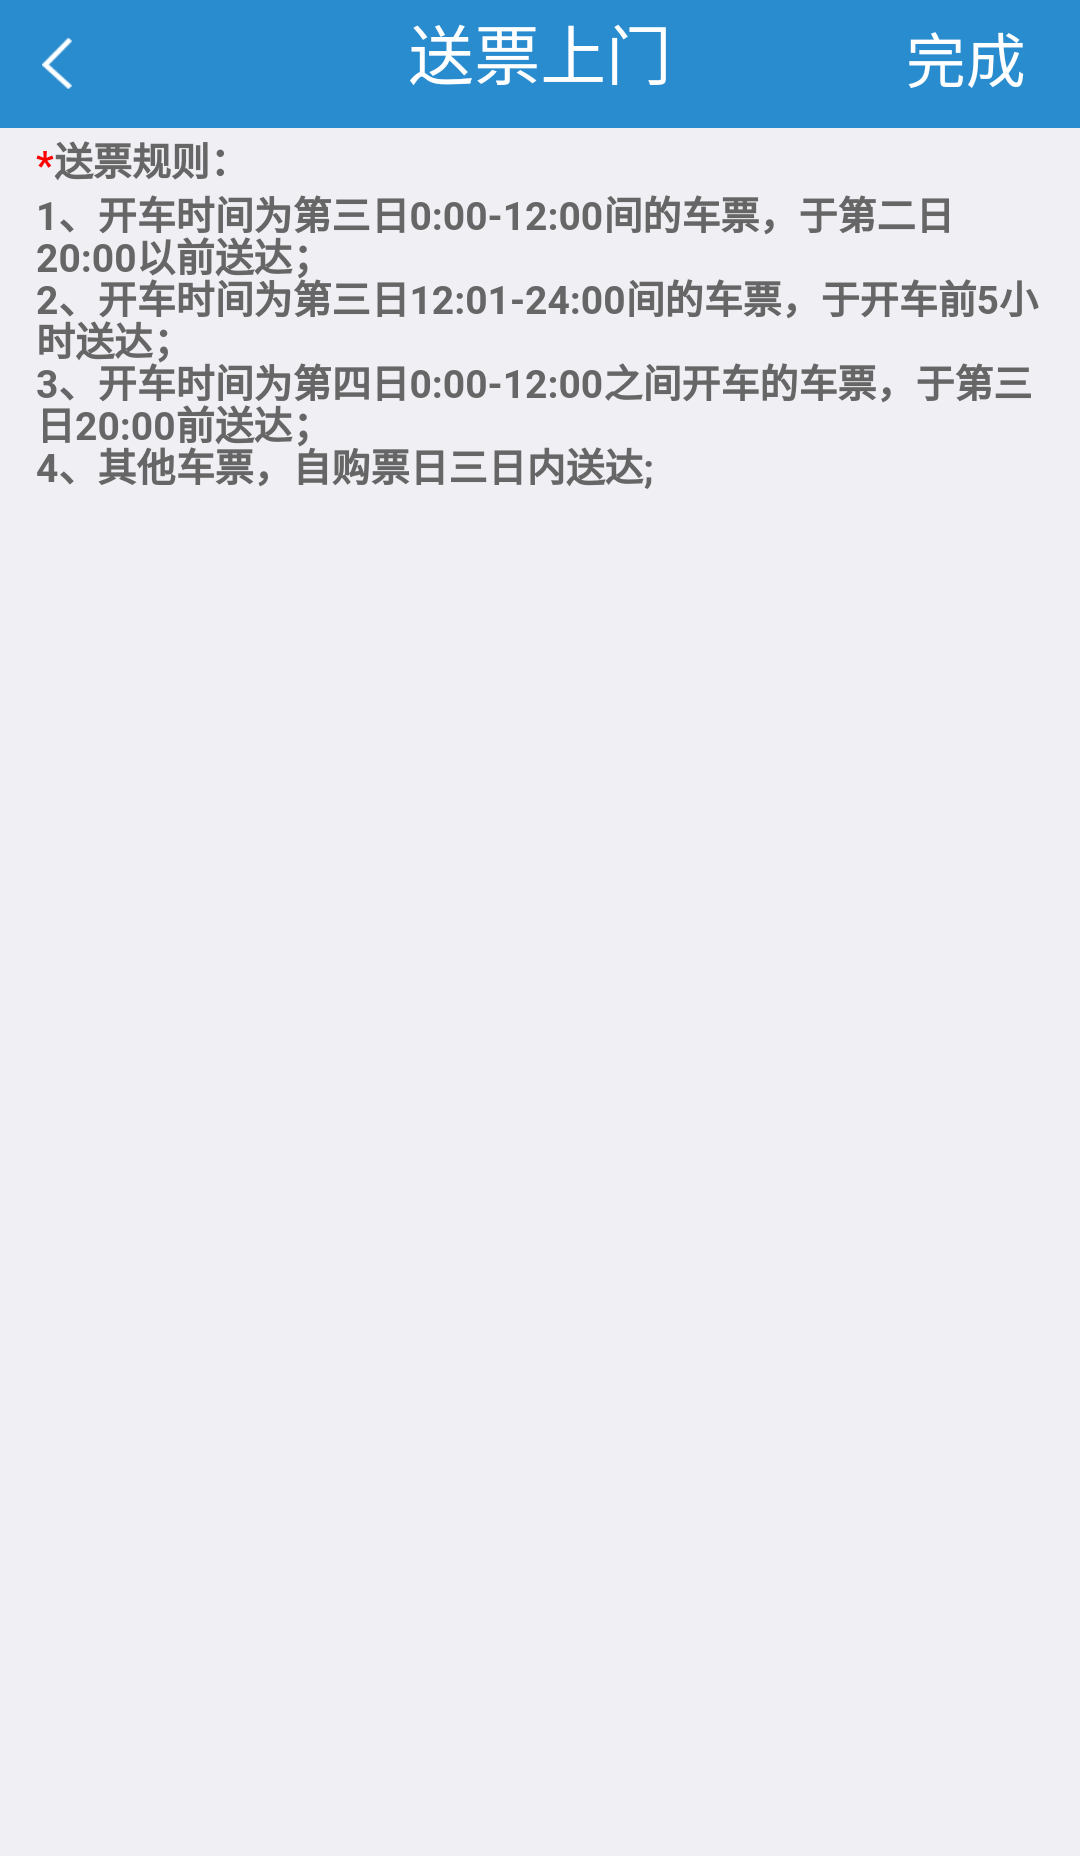 送票上门
完成
*送票规则：
1、开车时间为第三日0:00-12:00间的车票，于第二日
20:00以前送达；
2、开车时间为第三日12:01-24:00间的车票，于开车前5小
时送达；
3、开车时间为第四日0:00-12:00之间开车的车票，于第三
日20:00前送达；
4、其他车票，自购票日三日内送达;